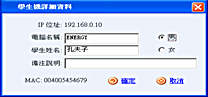 學生機詳細資料
IP 位址: 192.168.0.10
電腦名稱: ENERGY 男
學生姓名: 孔夫子 女
備註說明:
MAC: 004005454679 確定 取消